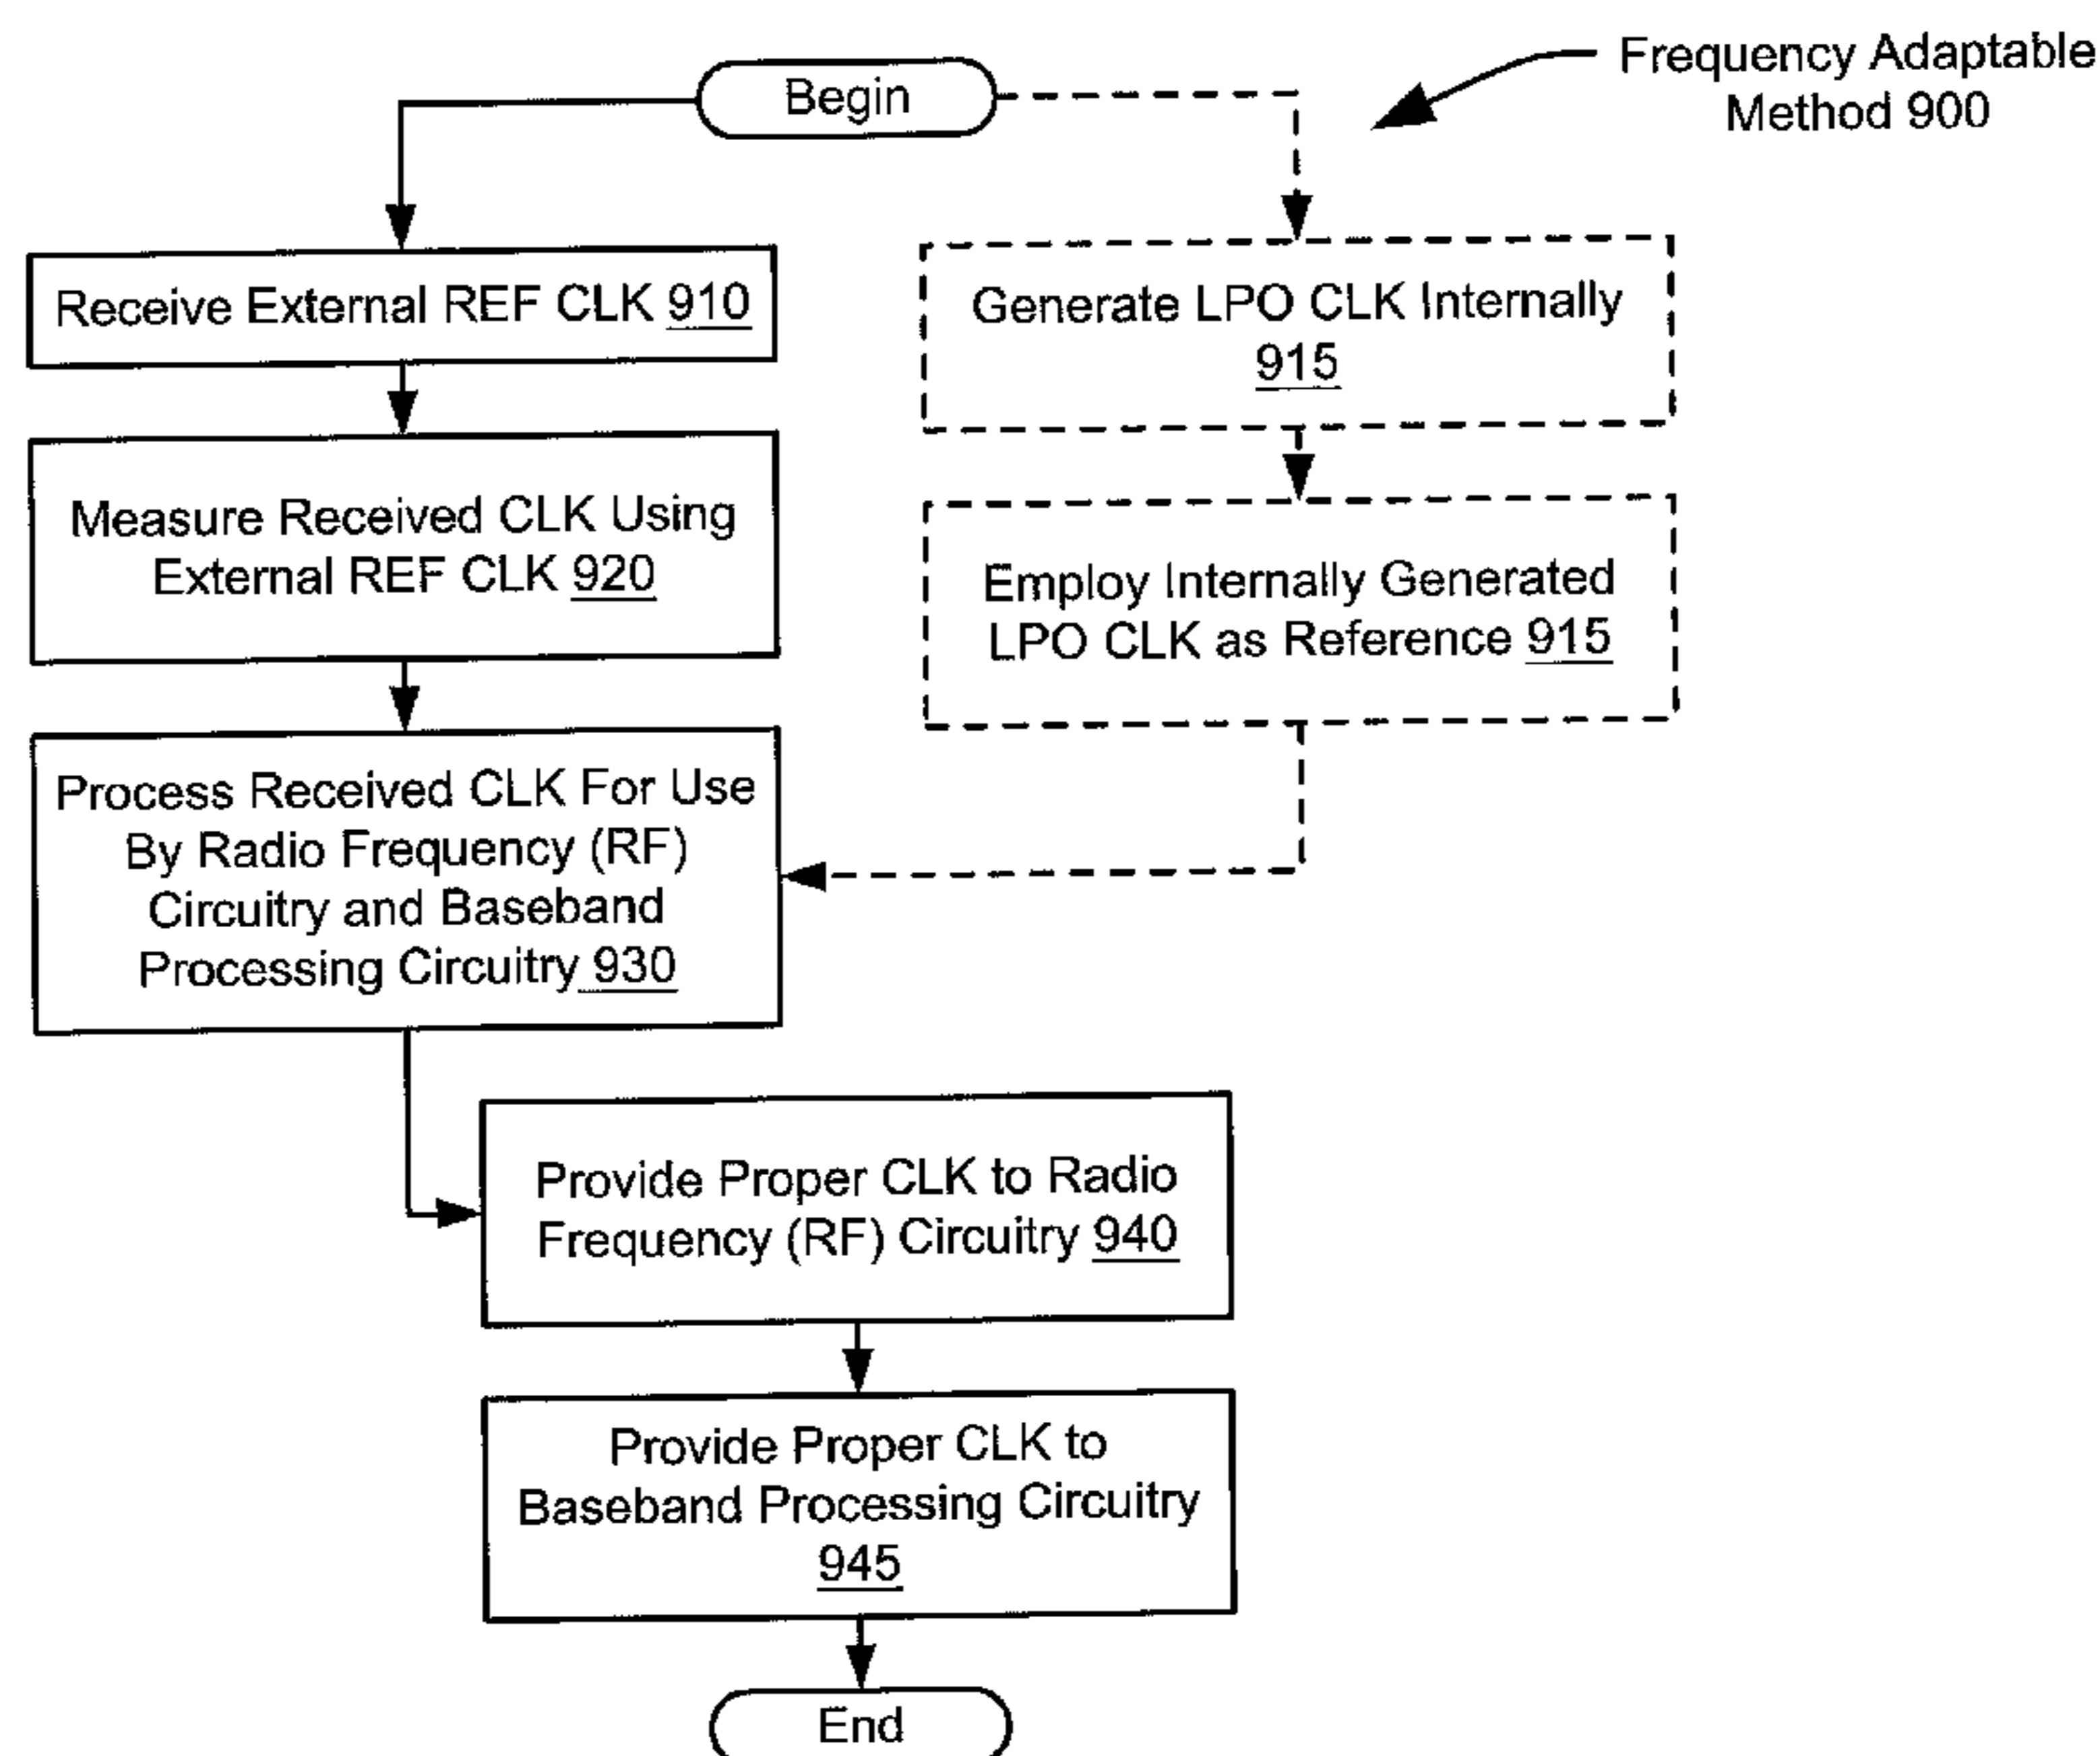 Frequency Adaptable
Method 900
Begin
Receive External REF CLK 910
Generate LPO CLK Internally
915
Measure Received CLK Using
External REF CLK 920
Employ Internally Generated
LPO CLK as Reference 915
Process Received CLK For Use
By Radio Frequency (RF)
Circuitry and Baseband
Processing Circuitry 930
Provide Proper CLK to Radio
Frequency (RF) Circuitry 940
Provide Proper CLK to
Baseband Processing Circuitry
945
End